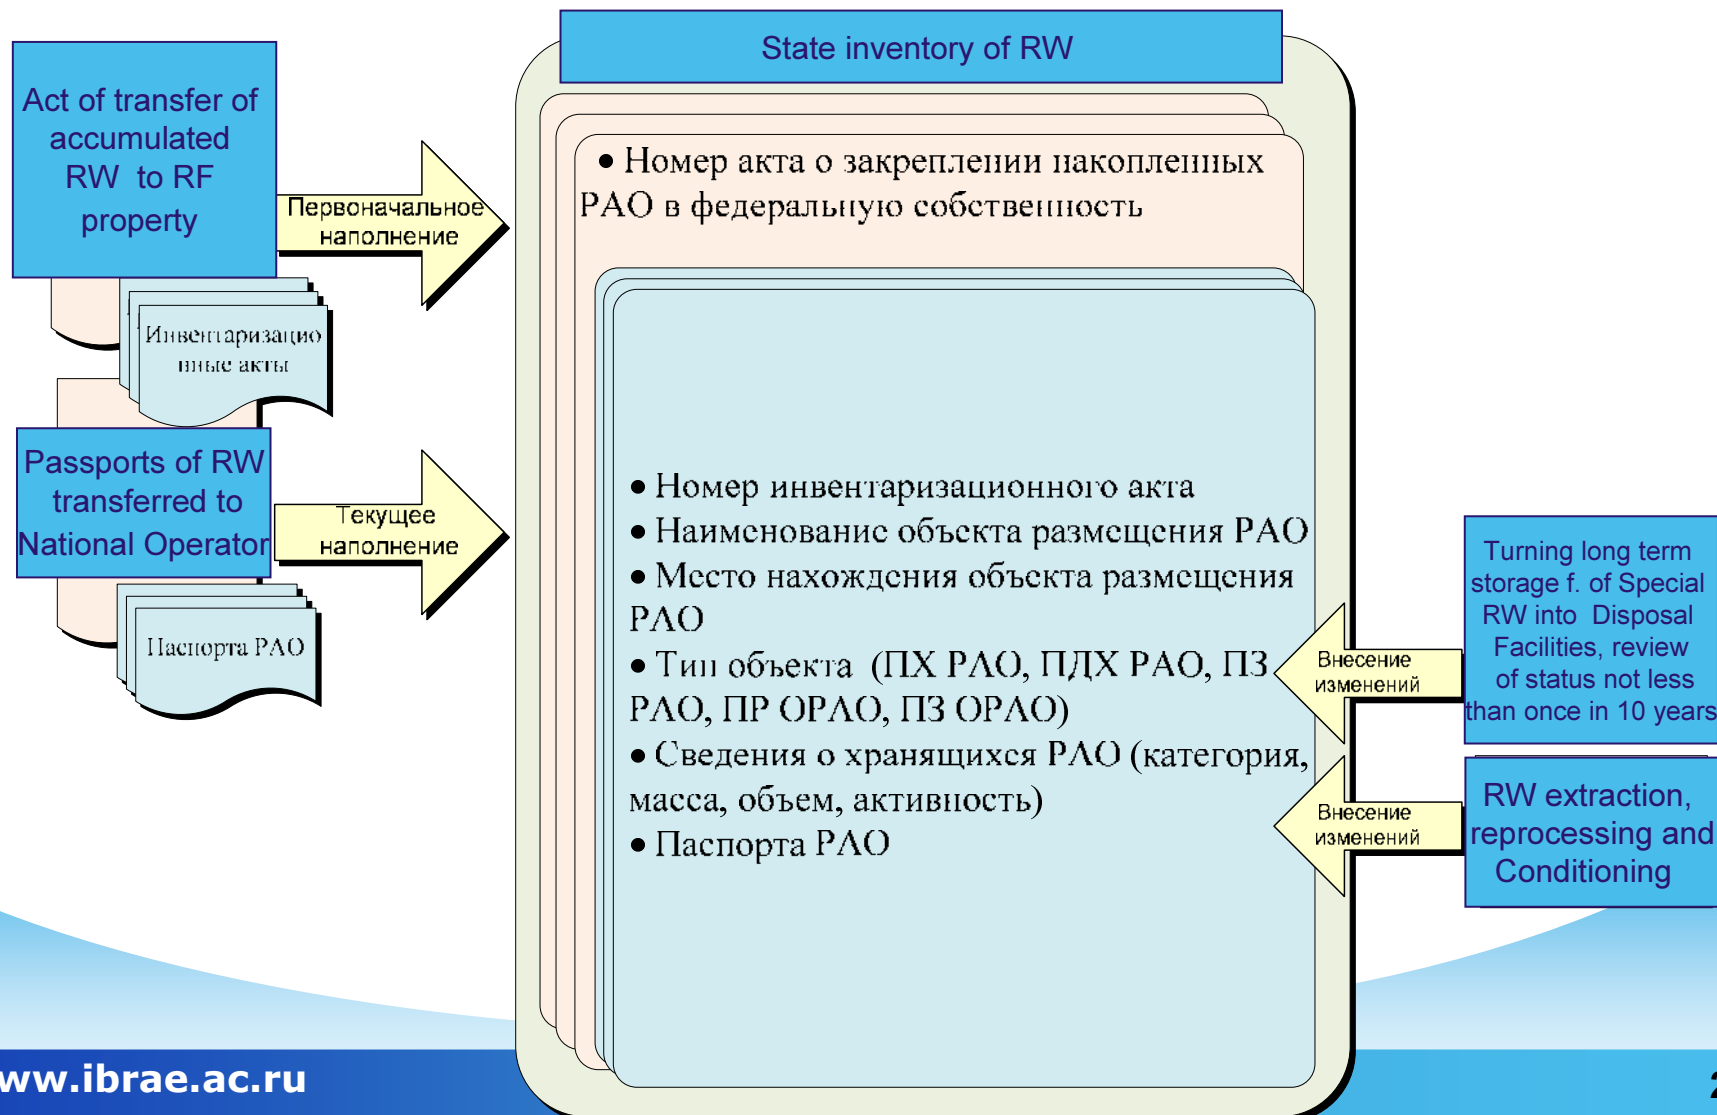 State inventory of RW
Act of transfer of
accumulated
RW to RF
property
Первоначальное
наполнение
Инвентаризацио
нные акты
Passports of RW
transferred to
National Operator
Текущее
наполнение
Паспорта РАО
• Номер акта о закреплении накопленных
РАО в федеральную собственность
• Номер инвентаризационного акта
• Наименование объекта размещения РАО
• Место нахождения объекта размещения
РАО
• Тип объекта (ПХ РАО, ПДХ РАО, ПЗ
РАО, ПР ОРАО, ПЗ ОРАО)
• Сведения о хранящихся РАО (категория,
масса, объем, активность)
• Паспорта РАО
Внесение
изменений
Turning long term
storage f. of Special
RW into Disposal
Facilities, review
of status not less
than once in 10 years
Внесение
изменений
RW extraction,
reprocessing and
Conditioning
ww.ibrae.ac.ru